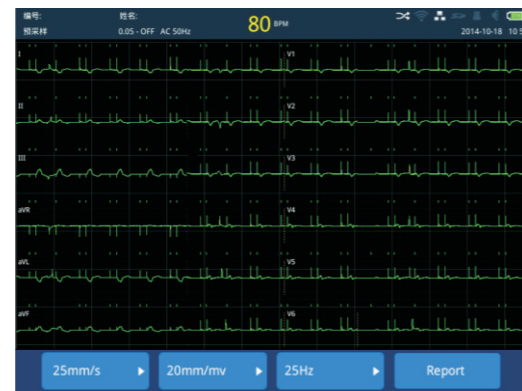 编号: 姓名: 80 BPM
预采样 0.05 - OFF AC 50Hz 2014-10-18
I V1
II V2
III V3
aVR V4
aVL V5
aVF V6
25mm/s 20mm/mv 25Hz Report